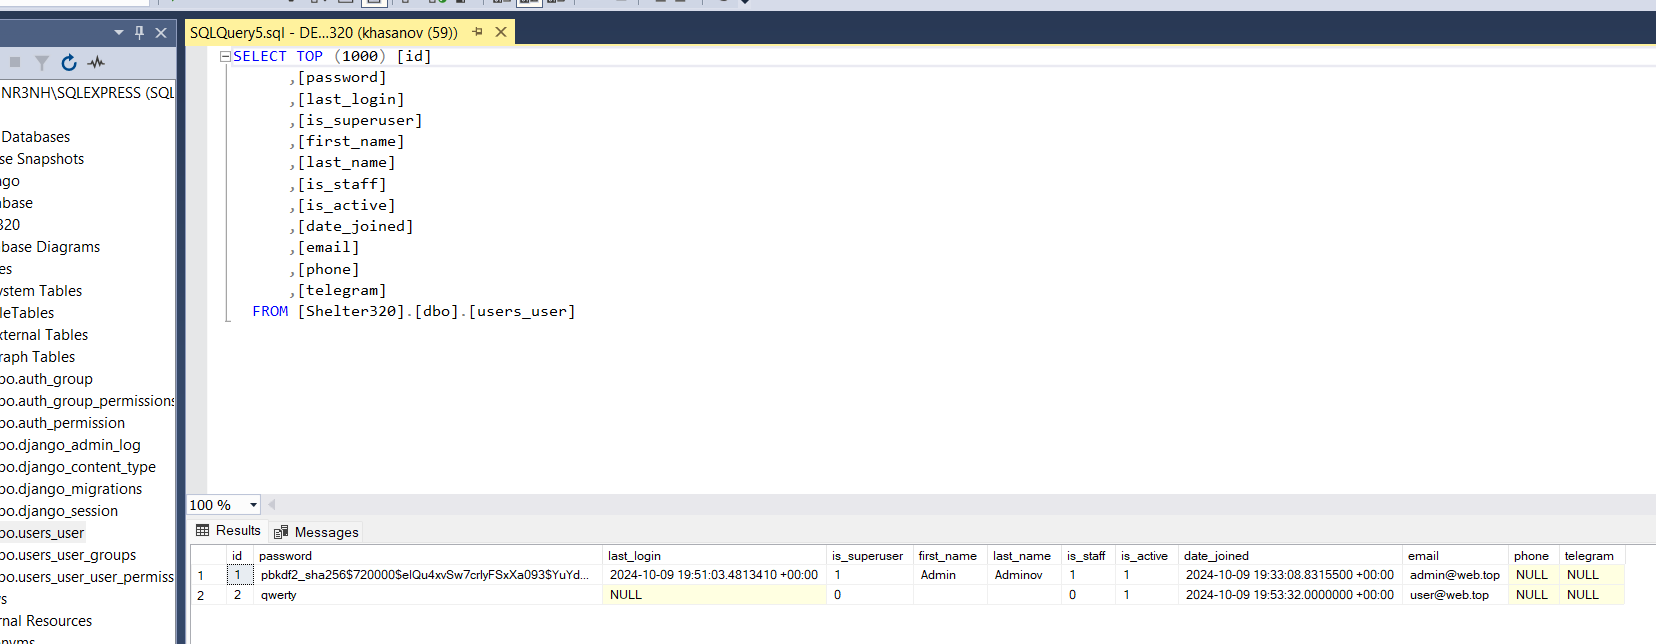 SQLQuery5.sql - DE...320 (khasanov (59))
NR3NH\SQLEXPRESS (SQL
Databases
se Snapshots
ngo
abase
320
base Diagrams
es
ystem Tables
leTables
xternal Tables
raph Tables
bo.auth_group
bo.auth_group_permissions
bo.auth_permission
bo.django_admin_log
bo.django_content_type
bo.django_migrations
bo.django_session
bo.users_user
bo.users_user_groups
bo.users_user_user_permiss
s
rnal Resources
onyms
SELECT TOP (1000) [id]
,[password]
,[last_login]
,[is_superuser]
,[first_name]
,[last_name]
,[is_staff]
,[is_active]
,[date_joined]
,[email]
,[phone]
,[telegram]
FROM [Shelter320].[dbo].[users_user]
100 %
Results Messages
id password last_login is_superuser first_name last_name is_staff is_active date_joined email phone telegram
1 1 pbkdf2_sha256$720000$elQu4xvSw7crlyFSxXa093$YuYd... 2024-10-09 19:51:03.4813410 +00:00 1 Admin Adminov 1 1 2024-10-09 19:33:08.8315500 +00:00 admin@web.top NULL NULL
2 2 qwerty NULL 0 0 1 2024-10-09 19:53:32.0000000 +00:00 user@web.top NULL NULL